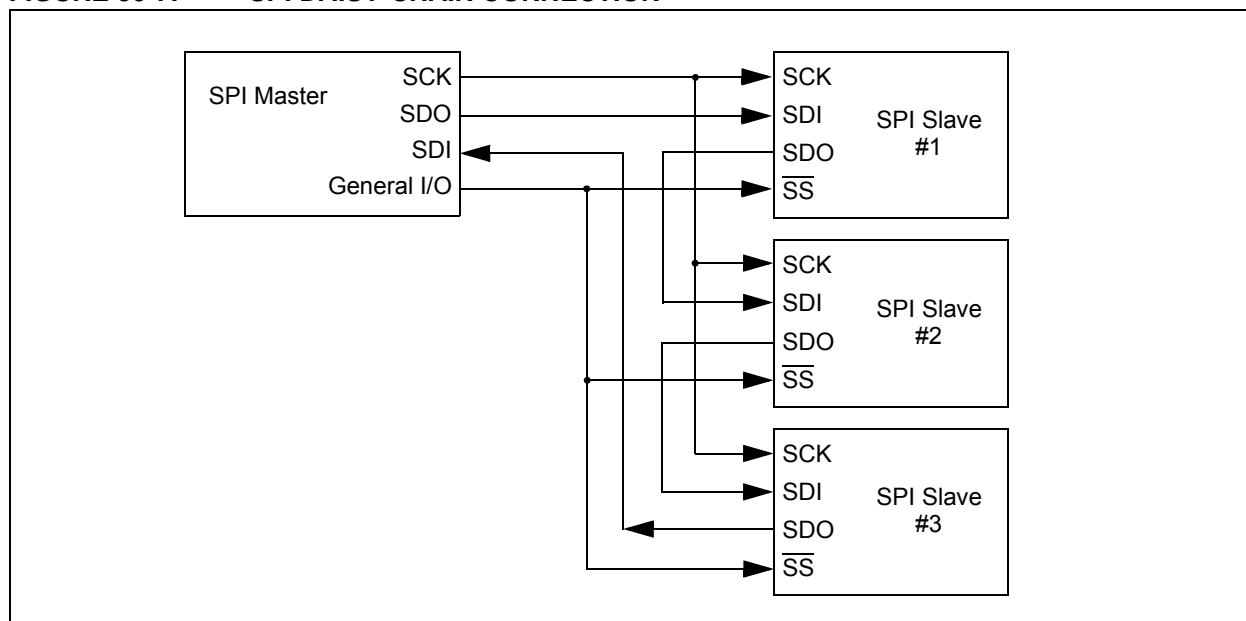 SPI Master
SCK
SDO
SDI
General I/O
SCK
SDI
SDO
SS
SPI Slave
#1
SCK
SDI
SDO
SS
SPI Slave
#2
SCK
SDI
SDO
SS
SPI Slave
#3